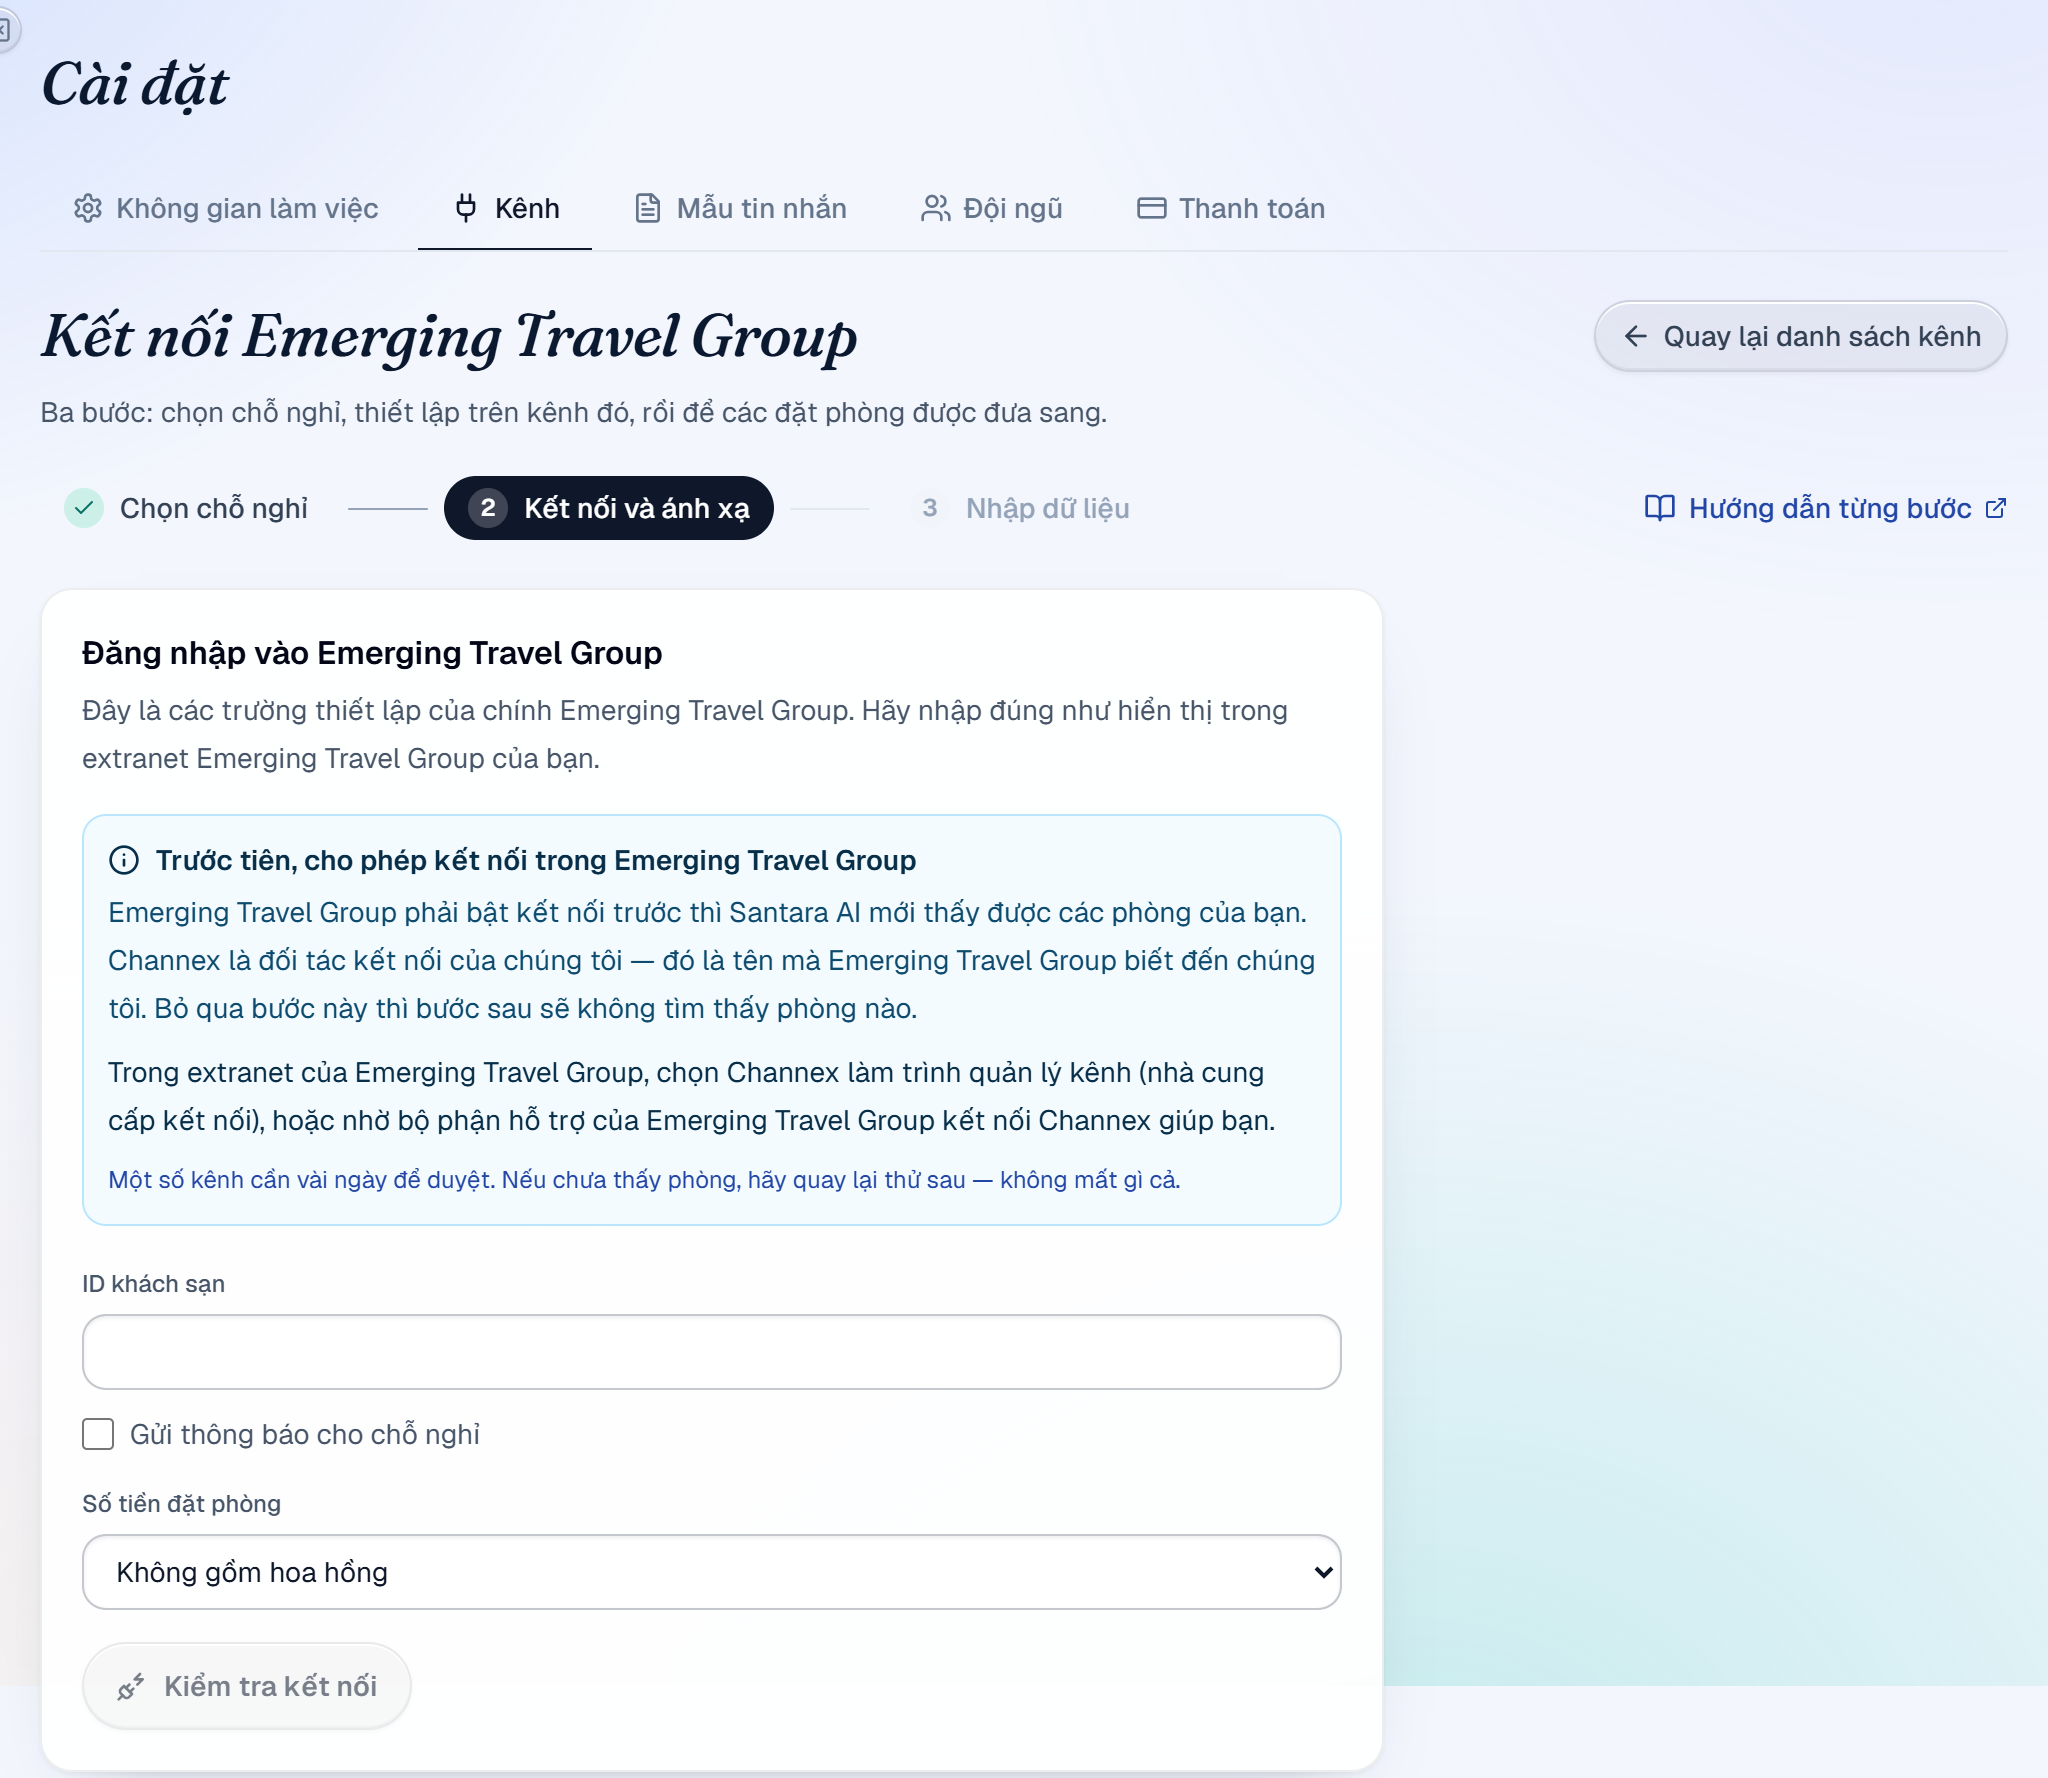 Cài đặt
Không gian làm việc
Kênh
Mẫu tin nhắn
Đội ngũ
Thanh toán
Kết nối Emerging Travel Group
Quay lại danh sách kênh
Ba bước: chọn chỗ nghỉ, thiết lập trên kênh đó, rồi để các đặt phòng được đưa sang.
Chọn chỗ nghỉ
2 Kết nối và ánh xạ
3 Nhập dữ liệu
Hướng dẫn từng bước
Đăng nhập vào Emerging Travel Group
Đây là các trường thiết lập của chính Emerging Travel Group. Hãy nhập đúng như hiển thị trong
extranet Emerging Travel Group của bạn.
Trước tiên, cho phép kết nối trong Emerging Travel Group
Emerging Travel Group phải bật kết nối trước thì Santara AI mới thấy được các phòng của bạn.
Channex là đối tác kết nối của chúng tôi — đó là tên mà Emerging Travel Group biết đến chúng
tôi. Bỏ qua bước này thì bước sau sẽ không tìm thấy phòng nào.
Trong extranet của Emerging Travel Group, chọn Channex làm trình quản lý kênh (nhà cung
cấp kết nối), hoặc nhờ bộ phận hỗ trợ của Emerging Travel Group kết nối Channex giúp bạn.
Một số kênh cần vài ngày để duyệt. Nếu chưa thấy phòng, hãy quay lại thử sau — không mất gì cả.
ID khách sạn
Gửi thông báo cho chỗ nghỉ
Số tiền đặt phòng
Không gồm hoa hồng
Kiểm tra kết nối